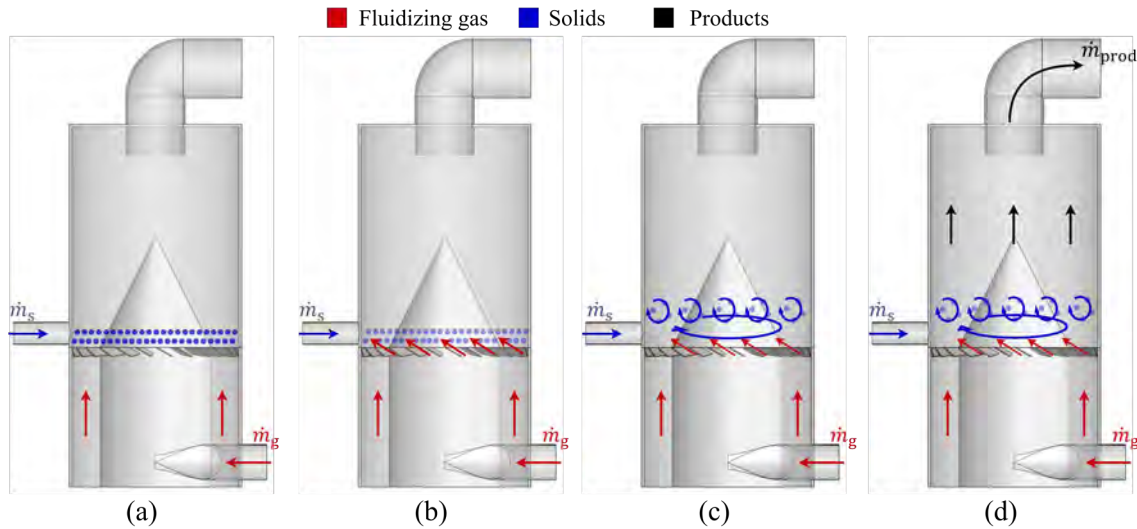 Fluidizing gas Solids Products
ṁprod
ṁs ṁs ṁs ṁs
ṁg ṁg ṁg ṁg
(a) (b) (c) (d)